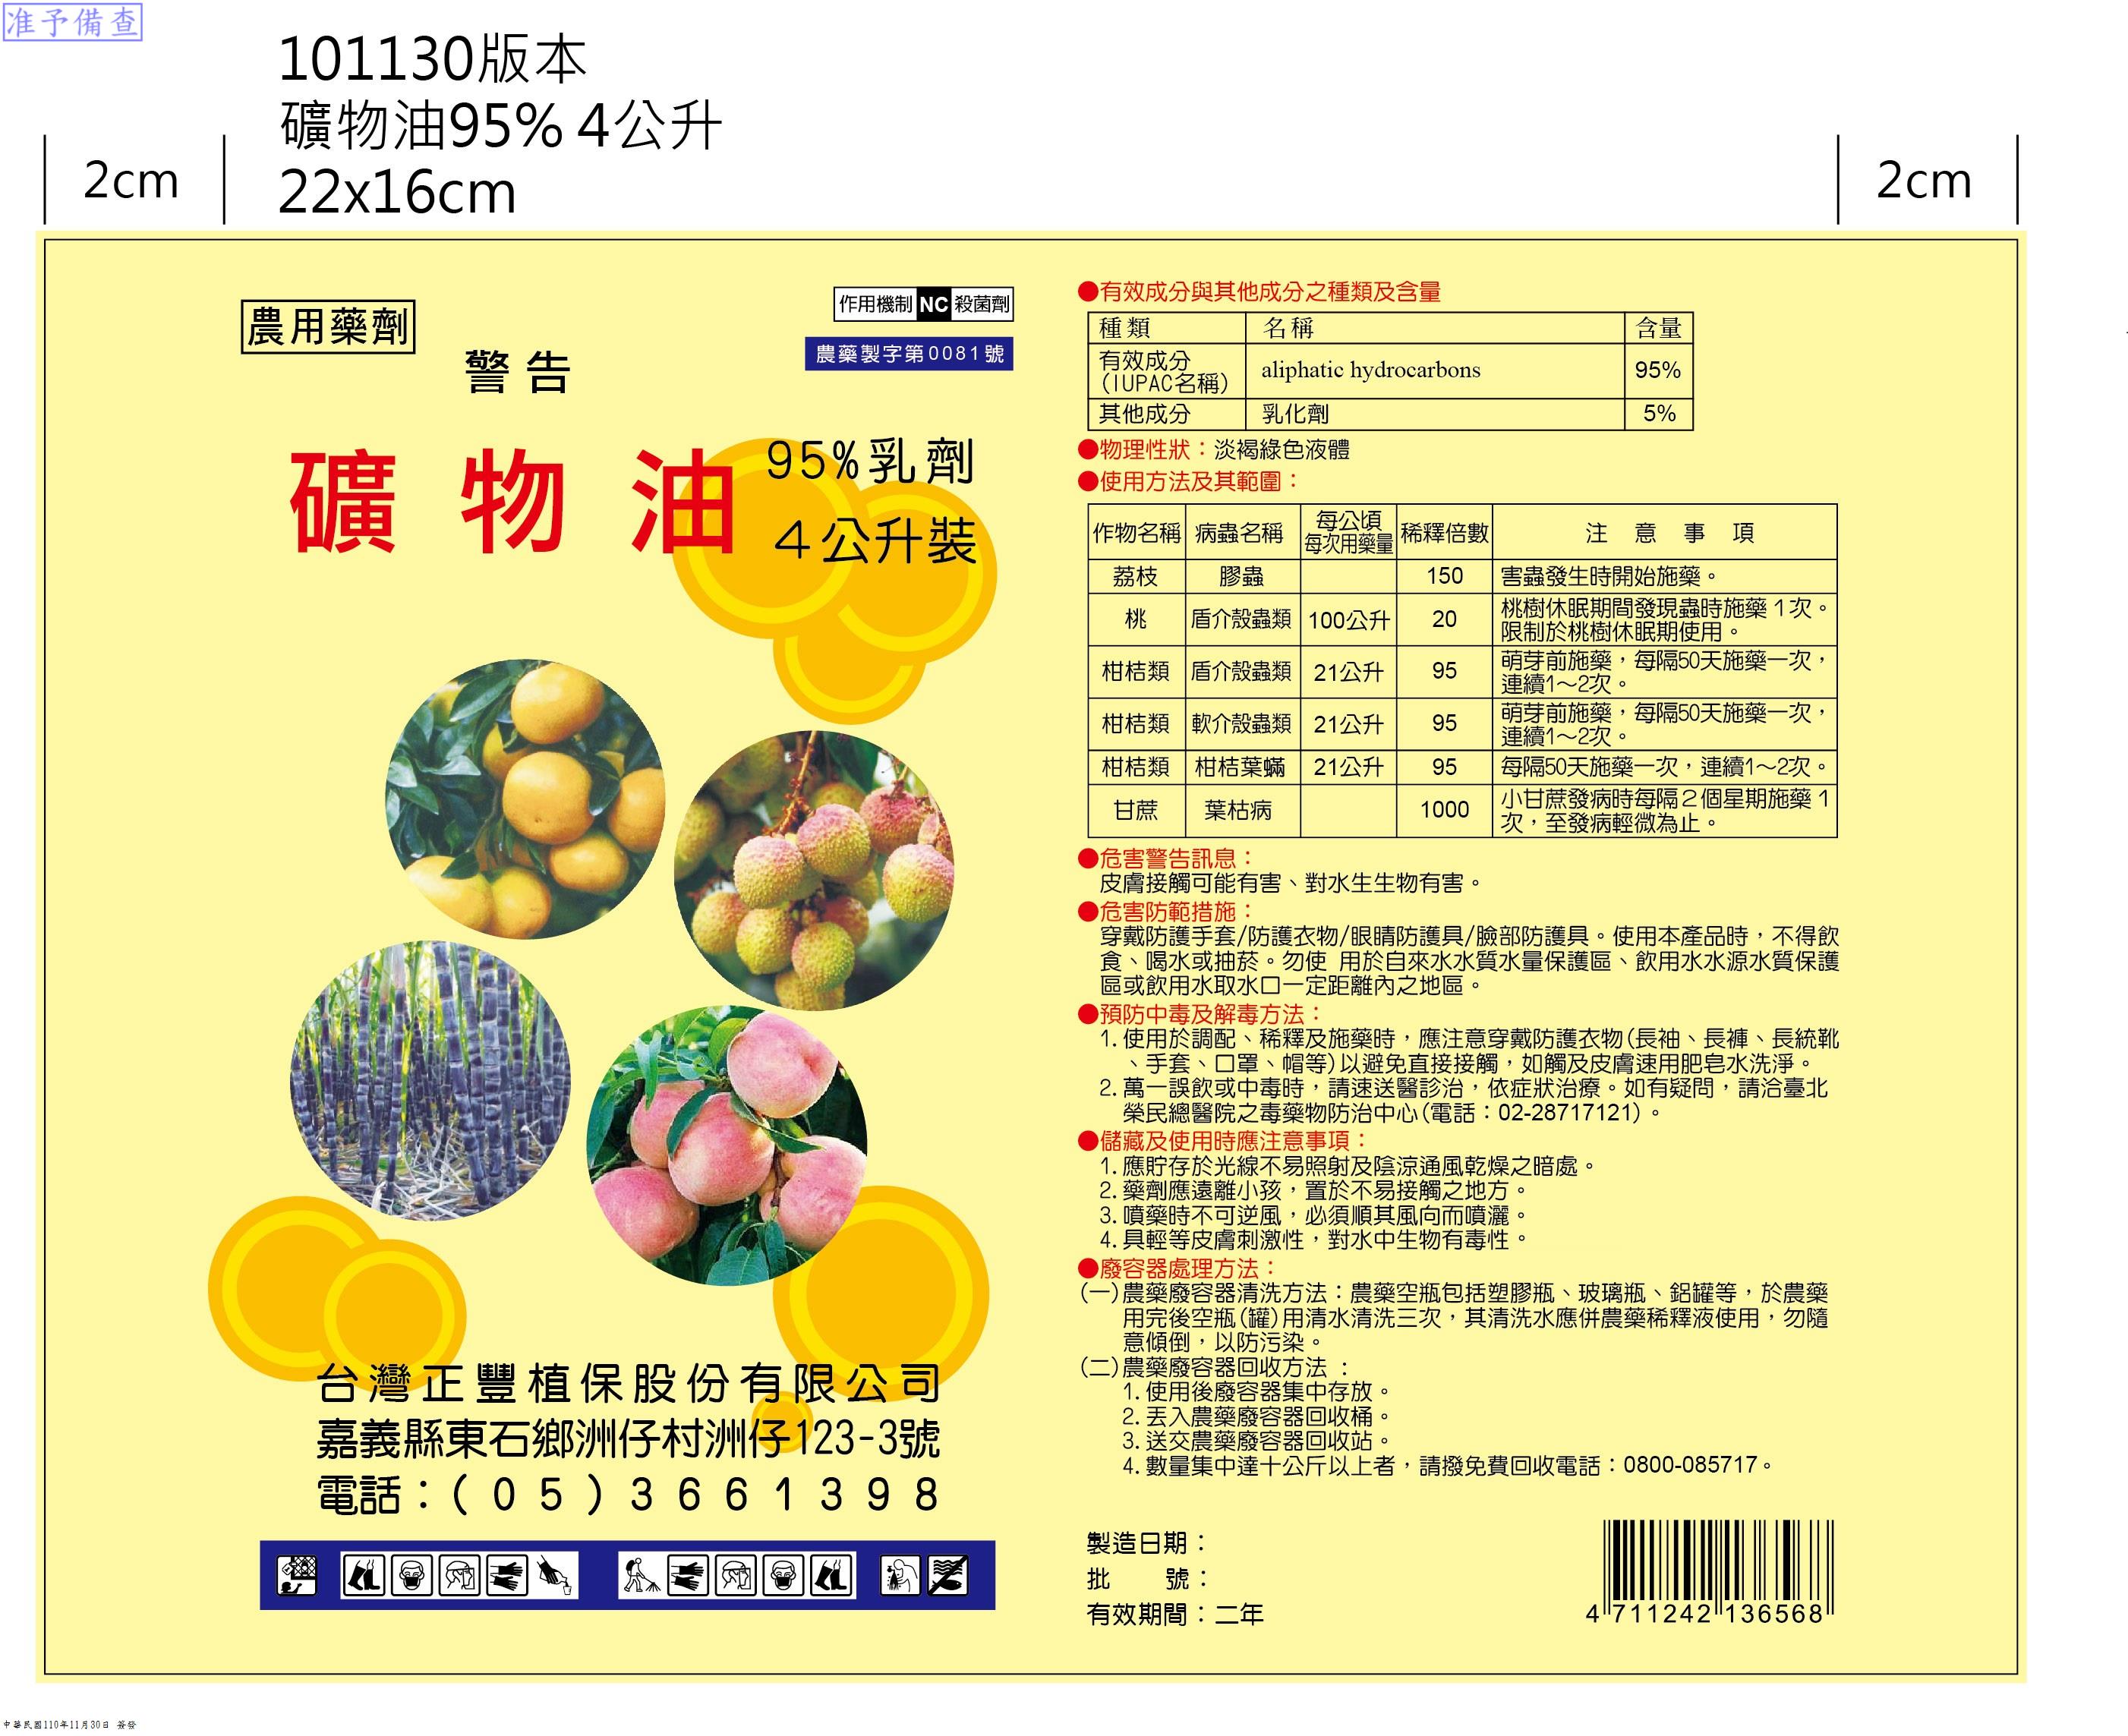 准予備查
101130版本
礦物油95% 4公升
22x16cm
2cm
2cm
農用藥劑
警告
作用機制 NC 殺菌劑
農藥製字第0081號
礦物油
95%乳劑
4公升裝
台灣正豐植保股份有限公司
嘉義縣東石鄉洲仔村洲仔123-3號
電話：(05)3661398
●有效成分與其他成分之種類及含量
種類 名稱 含量
有效成分
(IUPAC名稱) aliphatic hydrocarbons 95%
其他成分 乳化劑 5%
●物理性狀：淡褐綠色液體
●使用方法及其範圍：
作物名稱 病蟲名稱 每公頃每次用藥量 稀釋倍數 注意事項
荔枝 膠蟲 150 害蟲發生時開始施藥。
桃 盾介殼蟲類 100公升 20 桃樹休眠期間發現蟲時施藥1次。
限制於桃樹休眠期使用。
柑桔類 盾介殼蟲類 21公升 95 萌芽前施藥，每隔50天施藥一次，
連續1～2次。
柑桔類 軟介殼蟲類 21公升 95 萌芽前施藥，每隔50天施藥一次，
連續1～2次。
柑桔類 柑桔葉蟎 21公升 95 每隔50天施藥一次，連續1～2次。
甘蔗 葉枯病 1000 小甘蔗發病時每隔2個星期施藥1
次，至發病輕微為止。
●危害警告訊息：
皮膚接觸可能有害、對水生生物有害。
●危害防範措施：
穿戴防護手套/防護衣物/眼睛防護具/臉部防護具。使用本產品時，不得飲
食、喝水或抽菸。勿使 用於自來水水質水量保護區、飲用水水源水質保護
區或飲用水取水口一定距離內之地區。
●預防中毒及解毒方法：
1.使用於調配、稀釋及施藥時，應注意穿戴防護衣物(長袖、長褲、長統靴
、手套、口罩、帽等)以避免直接接觸，如觸及皮膚速用肥皂水洗淨。
2.萬一誤飲或中毒時，請速送醫診治，依症狀治療。如有疑問，請洽臺北
榮民總醫院之毒藥物防治中心(電話：02-28717121)。
●儲藏及使用時應注意事項：
1.應貯存於光線不易照射及陰涼通風乾燥之暗處。
2.藥劑應遠離小孩，置於不易接觸之地方。
3.噴藥時不可逆風，必須順其風向而噴灑。
4.具輕等皮膚刺激性，對水中生物有毒性。
●廢容器處理方法：
(一)農藥廢容器清洗方法：農藥空瓶包括塑膠瓶、玻璃瓶、鋁罐等，於農藥
用完後空瓶(罐)用清水清洗三次，其清洗水應併農藥稀釋液使用，勿隨
意傾倒，以防污染。
(二)農藥廢容器回收方法：
1.使用後廢容器集中存放。
2.丟入農藥廢容器回收桶。
3.送交農藥廢容器回收站。
4.數量集中達十公斤以上者，請撥免費回收電話：0800-085717。
製造日期：
批　　號：
有效期間：二年
4 711242 136568
中華民國110年11月30日 簽發